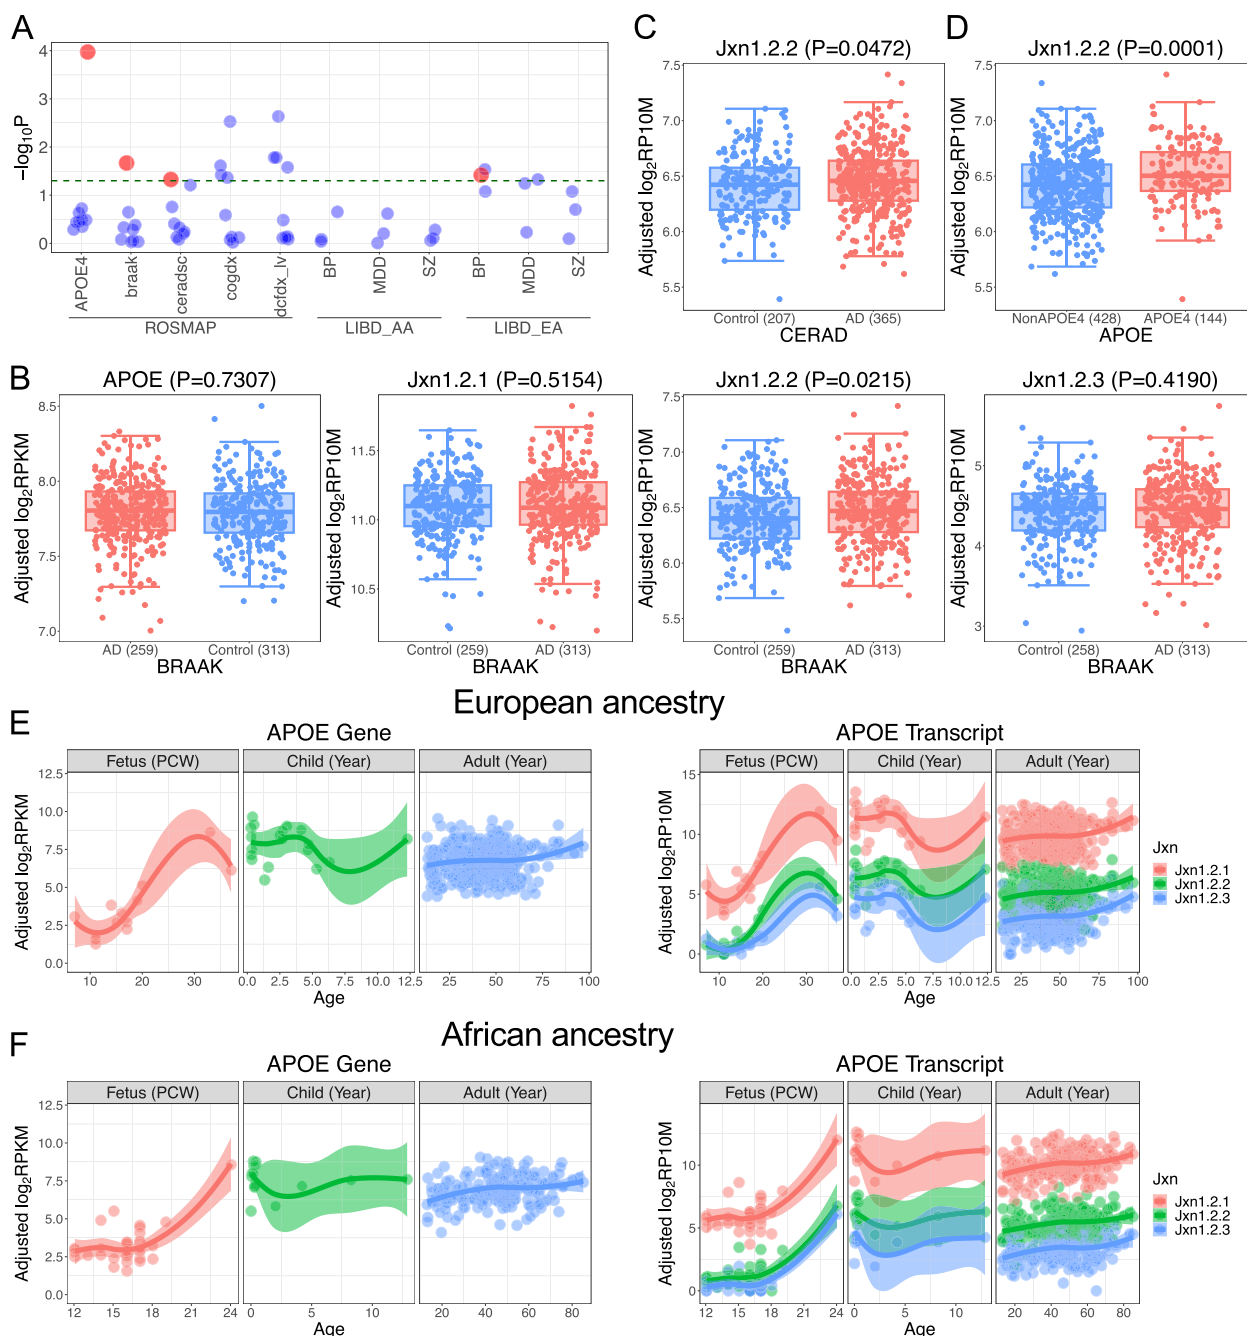 A
−log10P
4
3
2
1
0
APOE4
braak
ceradsc
cogdx
dcfdx_lv
BP
MDD
SZ
BP
MDD
SZ
ROSMAP
LIBD_AA
LIBD_EA
C
Jxn1.2.2 (P=0.0472)
Adjusted log2RP10M
7.5
7.0
6.5
6.0
5.5
Control (207)
AD (365)
CERAD
D
Jxn1.2.2 (P=0.0001)
Adjusted log2RP10M
7.5
7.0
6.5
6.0
5.5
NonAPOE4 (428)
APOE4 (144)
APOE
B
APOE (P=0.7307)
Adjusted log2RPKM
8.5
8.0
7.5
7.0
AD (259)
Control (313)
BRAAK
Jxn1.2.1 (P=0.5154)
Adjusted log2RP10M
11.5
11.0
10.5
Control (259)
AD (313)
BRAAK
Jxn1.2.2 (P=0.0215)
Adjusted log2RP10M
7.5
7.0
6.5
6.0
5.5
Control (259)
AD (313)
BRAAK
Jxn1.2.3 (P=0.4190)
Adjusted log2RP10M
5
4
3
Control (258)
AD (313)
BRAAK
European ancestry
E
APOE Gene
Fetus (PCW)
Child (Year)
Adult (Year)
Adjusted log2RPKM
12.5
10.0
7.5
5.0
2.5
0.0
10 20 30
0.0 2.5 5.0 7.5 10.0 12.5
25 50 75 100
Age
APOE Transcript
Fetus (PCW)
Child (Year)
Adult (Year)
Adjusted log2RP10M
15
10
5
0
10 20 30
0.0 2.5 5.0 7.5 10.0 12.5
25 50 75 100
Age
Jxn
Jxn1.2.1
Jxn1.2.2
Jxn1.2.3
African ancestry
F
APOE Gene
Fetus (PCW)
Child (Year)
Adult (Year)
Adjusted log2RPKM
12.5
10.0
7.5
5.0
2.5
0.0
12 15 18 21 24
0 5 10
20 40 60 80
Age
APOE Transcript
Fetus (PCW)
Child (Year)
Adult (Year)
Adjusted log2RP10M
10
5
0
12 15 18 21 24
0 5 10
20 40 60 80
Age
Jxn
Jxn1.2.1
Jxn1.2.2
Jxn1.2.3